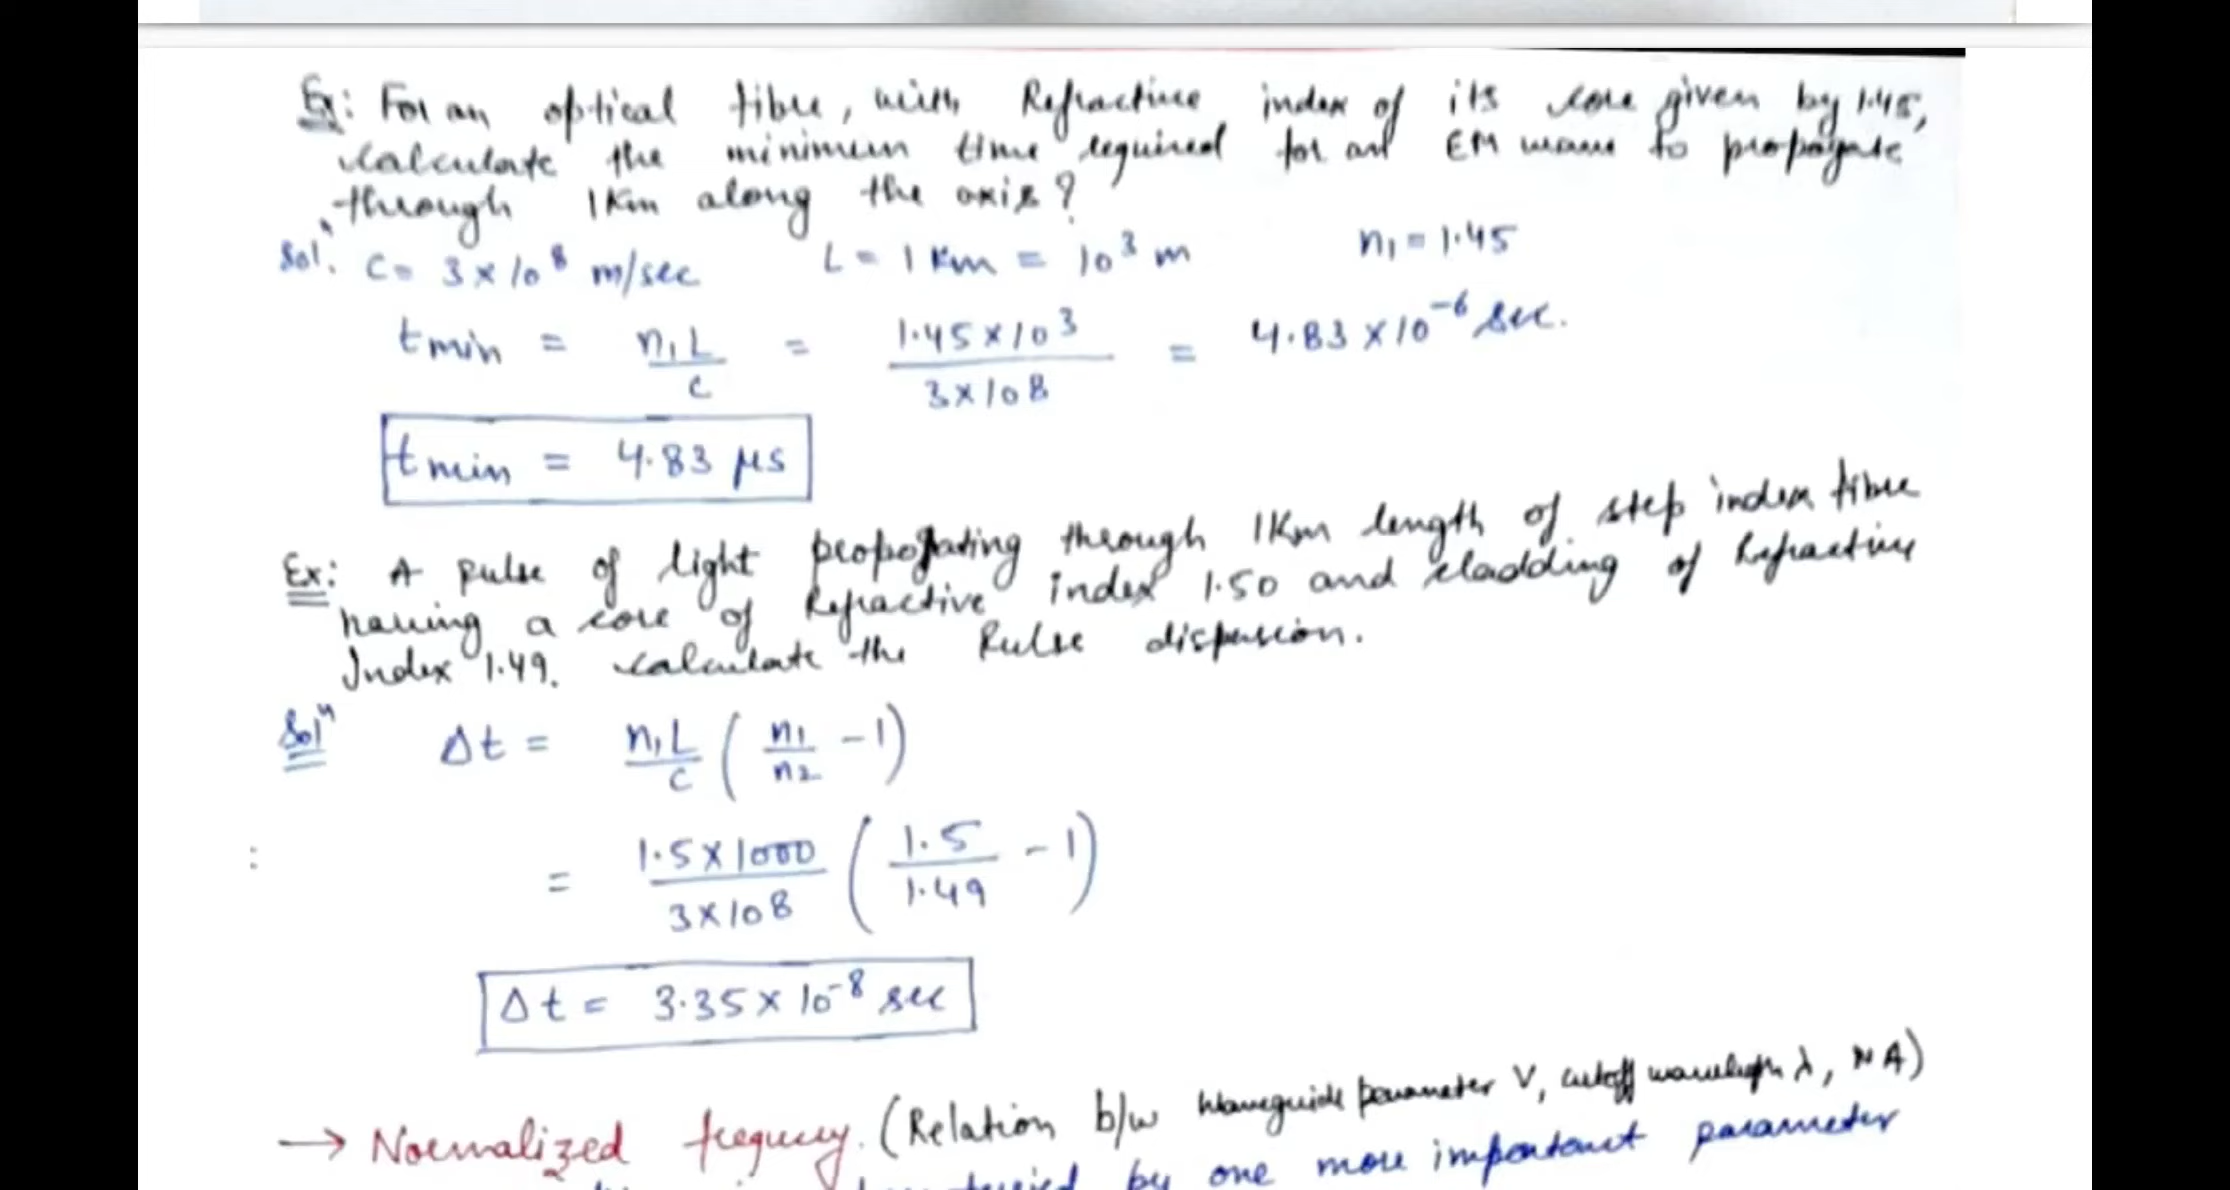 Ex: For an optical fibre, with Refractive index of its core given by 1.45,
calculate the minimum time required for an EM wave to propagate
through 1Km along the axis?
Solⁿ. C = 3 × 10⁸ m/sec L = 1 Km = 10³ m n₁ = 1.45
t min = n₁L / c = 1.45 × 10³ / 3 × 10⁸ = 4.83 × 10⁻⁶ sec.
t min = 4.83 μs
Ex: A pulse of light propogating through 1Km length of step index fibre
having a core of Refractive index 1.50 and cladding of Refractive
Index 1.49. calculate the Pulse dispersion.
Solⁿ Δt = n₁L / c ( n₁ / n₂ - 1 )
: = 1.5 × 1000 / 3 × 10⁸ ( 1.5 / 1.49 - 1 )
Δt = 3.35 × 10⁻⁸ sec
→ Normalized frequency. (Relation b/w Waveguide parameter V, cutoff wavelength λ, NA)
by one more important parameter